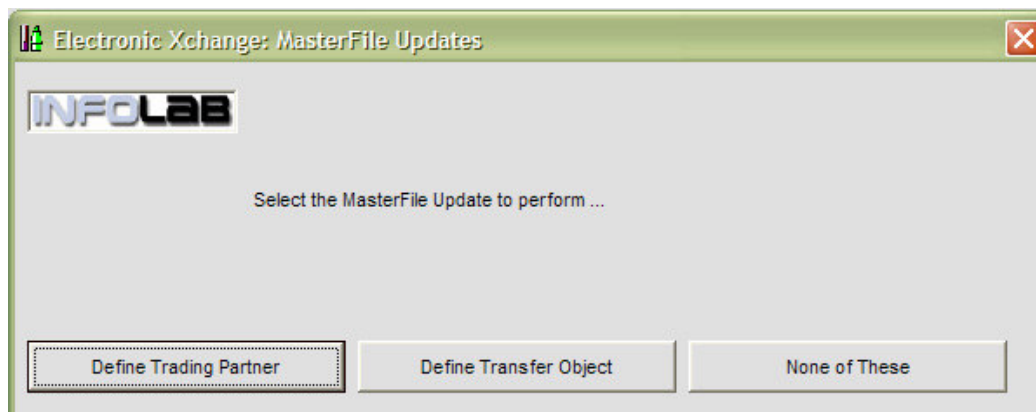 Electronic Xchange: MasterFile Updates
INFOLAB
Select the MasterFile Update to perform ...
Define Trading Partner
Define Transfer Object
None of These